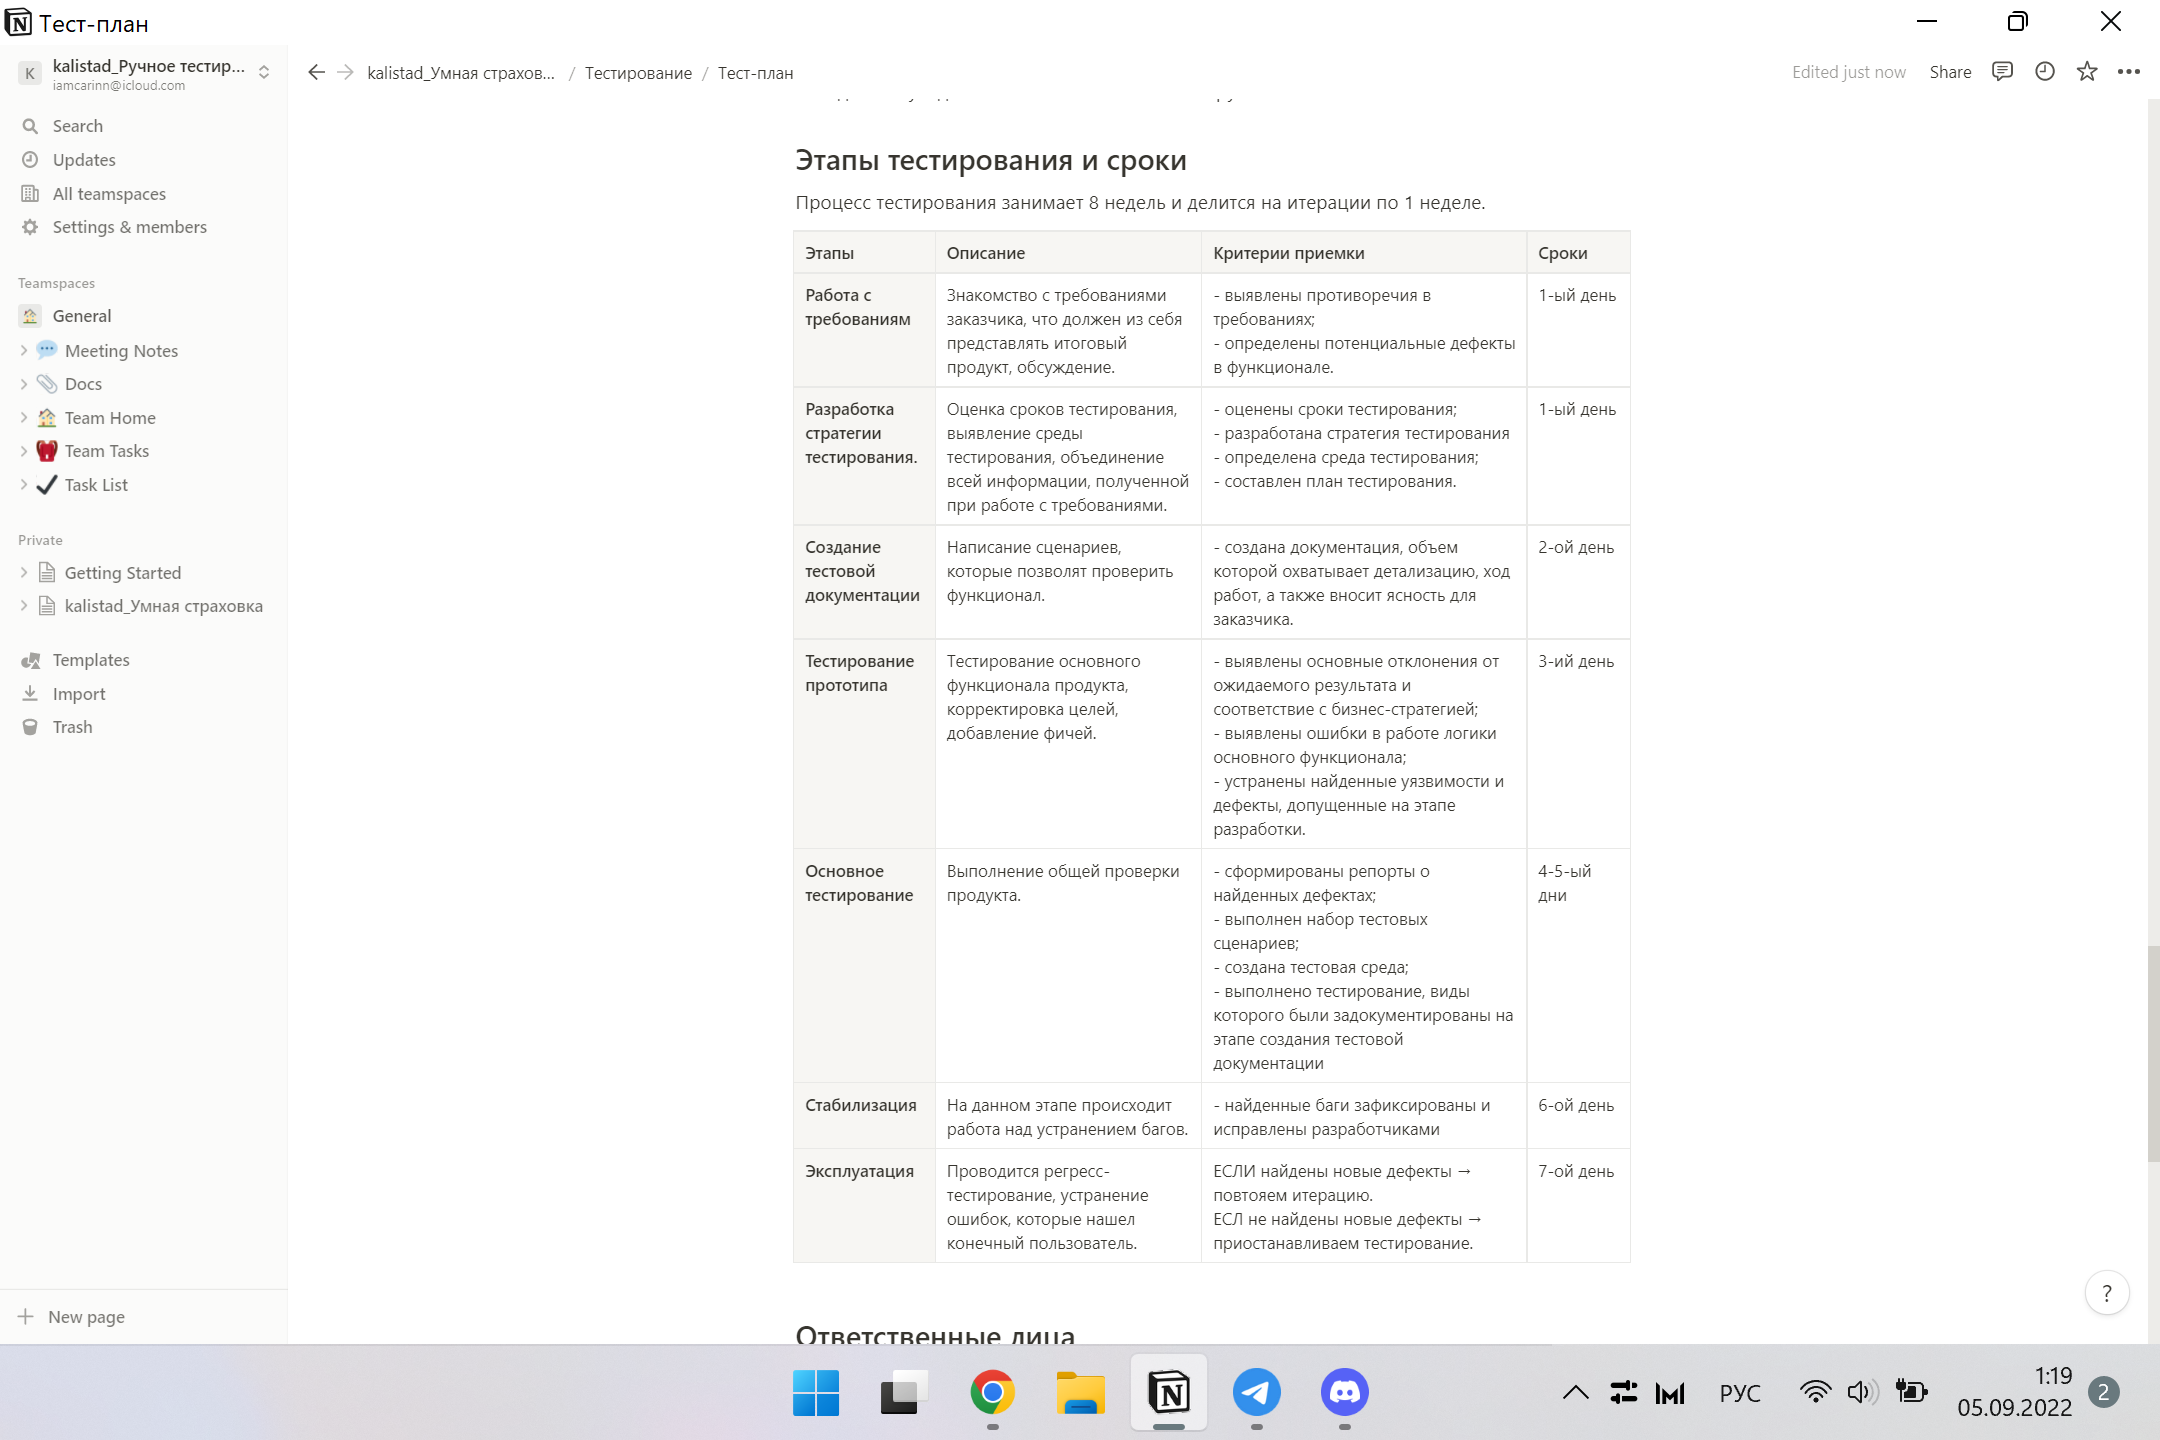 Тест-план
kalistad_Ручное тестир...
iamcarinn@icloud.com
K
Search
Updates
All teamspaces
Settings & members
Teamspaces
General
Meeting Notes
Docs
Team Home
Team Tasks
Task List
Private
Getting Started
kalistad_Умная страховка
Templates
Import
Trash
New page
kalistad_Умная страхов... / Тестирование / Тест-план
Edited just now
Share
Этапы тестирования и сроки
Процесс тестирования занимает 8 недель и делится на итерации по 1 неделе.
Этапы
Описание
Критерии приемки
Сроки
Работа с
требованиям
Знакомство с требованиями
заказчика, что должен из себя
представлять итоговый
продукт, обсуждение.
- выявлены противоречия в
требованиях;
- определены потенциальные дефекты
в функционале.
1-ый день
Разработка
стратегии
тестирования.
Оценка сроков тестирования,
выявление среды
тестирования, объединение
всей информации, полученной
при работе с требованиями.
- оценены сроки тестирования;
- разработана стратегия тестирования
- определена среда тестирования;
- составлен план тестирования.
1-ый день
Создание
тестовой
документации
Написание сценариев,
которые позволят проверить
функционал.
- создана документация, объем
которой охватывает детализацию, ход
работ, а также вносит ясность для
заказчика.
2-ой день
Тестирование
прототипа
Тестирование основного
функционала продукта,
корректировка целей,
добавление фичей.
- выявлены основные отклонения от
ожидаемого результата и
соответствие с бизнес-стратегией;
- выявлены ошибки в работе логики
основного функционала;
- устранены найденные уязвимости и
дефекты, допущенные на этапе
разработки.
3-ий день
Основное
тестирование
Выполнение общей проверки
продукта.
- сформированы репорты о
найденных дефектах;
- выполнен набор тестовых
сценариев;
- создана тестовая среда;
- выполнено тестирование, виды
которого были задокументированы на
этапе создания тестовой
документации
4-5-ый
дни
Стабилизация
На данном этапе происходит
работа над устранением багов.
- найденные баги зафиксированы и
исправлены разработчиками
6-ой день
Эксплуатация
Проводится регресс-
тестирование, устранение
ошибок, которые нашел
конечный пользователь.
ЕСЛИ найдены новые дефекты →
повтояем итерацию.
ЕСЛ не найдены новые дефекты →
приостанавливаем тестирование.
7-ой день
Ответственные лица
?
РУС
1:19
05.09.2022
2